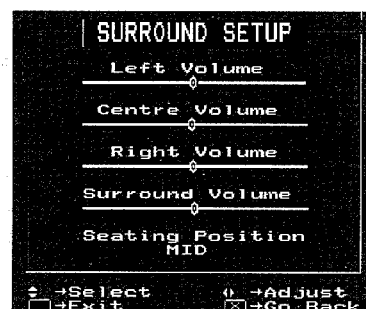 SURROUND SETUP
Left Volume
Centre Volume
Right Volume
Surround Volume
Seating Position
MID
→Select →Adjust
→Exit →Go Back